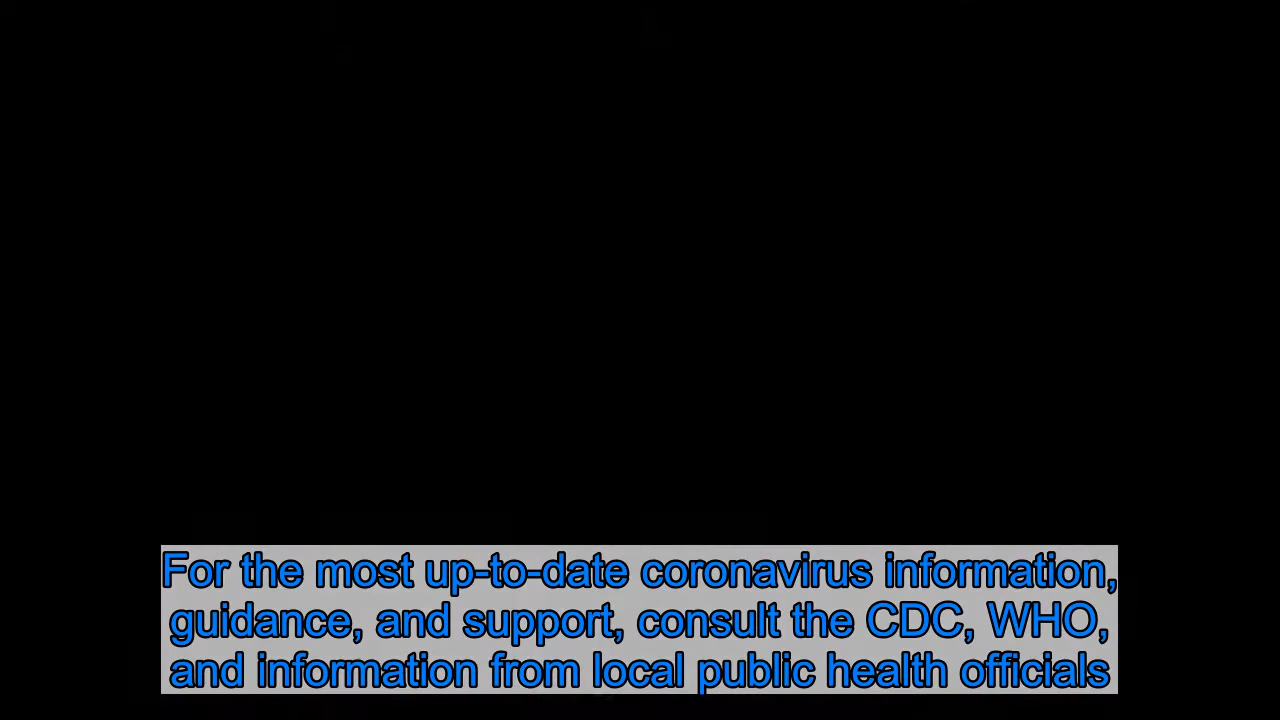 For the most up-to-date coronavirus information,
guidance, and support, consult the CDC, WHO,
and information from local public health officials